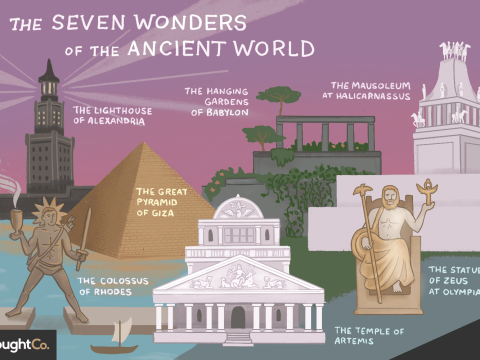 THE SEVEN WONDERS
OF THE ANCIENT WORLD
THE LIGHTHOUSE
OF ALEXANDRIA
THE HANGING
GARDENS
OF BABYLON
THE MAUSOLEUM
AT HALICARNASSUS
THE GREAT
PYRAMID
OF GIZA
THE COLOSSUS
OF RHODES
THE STATUE
OF ZEUS
AT OLYMPIA
THE TEMPLE OF
ARTEMIS
ughtCo.